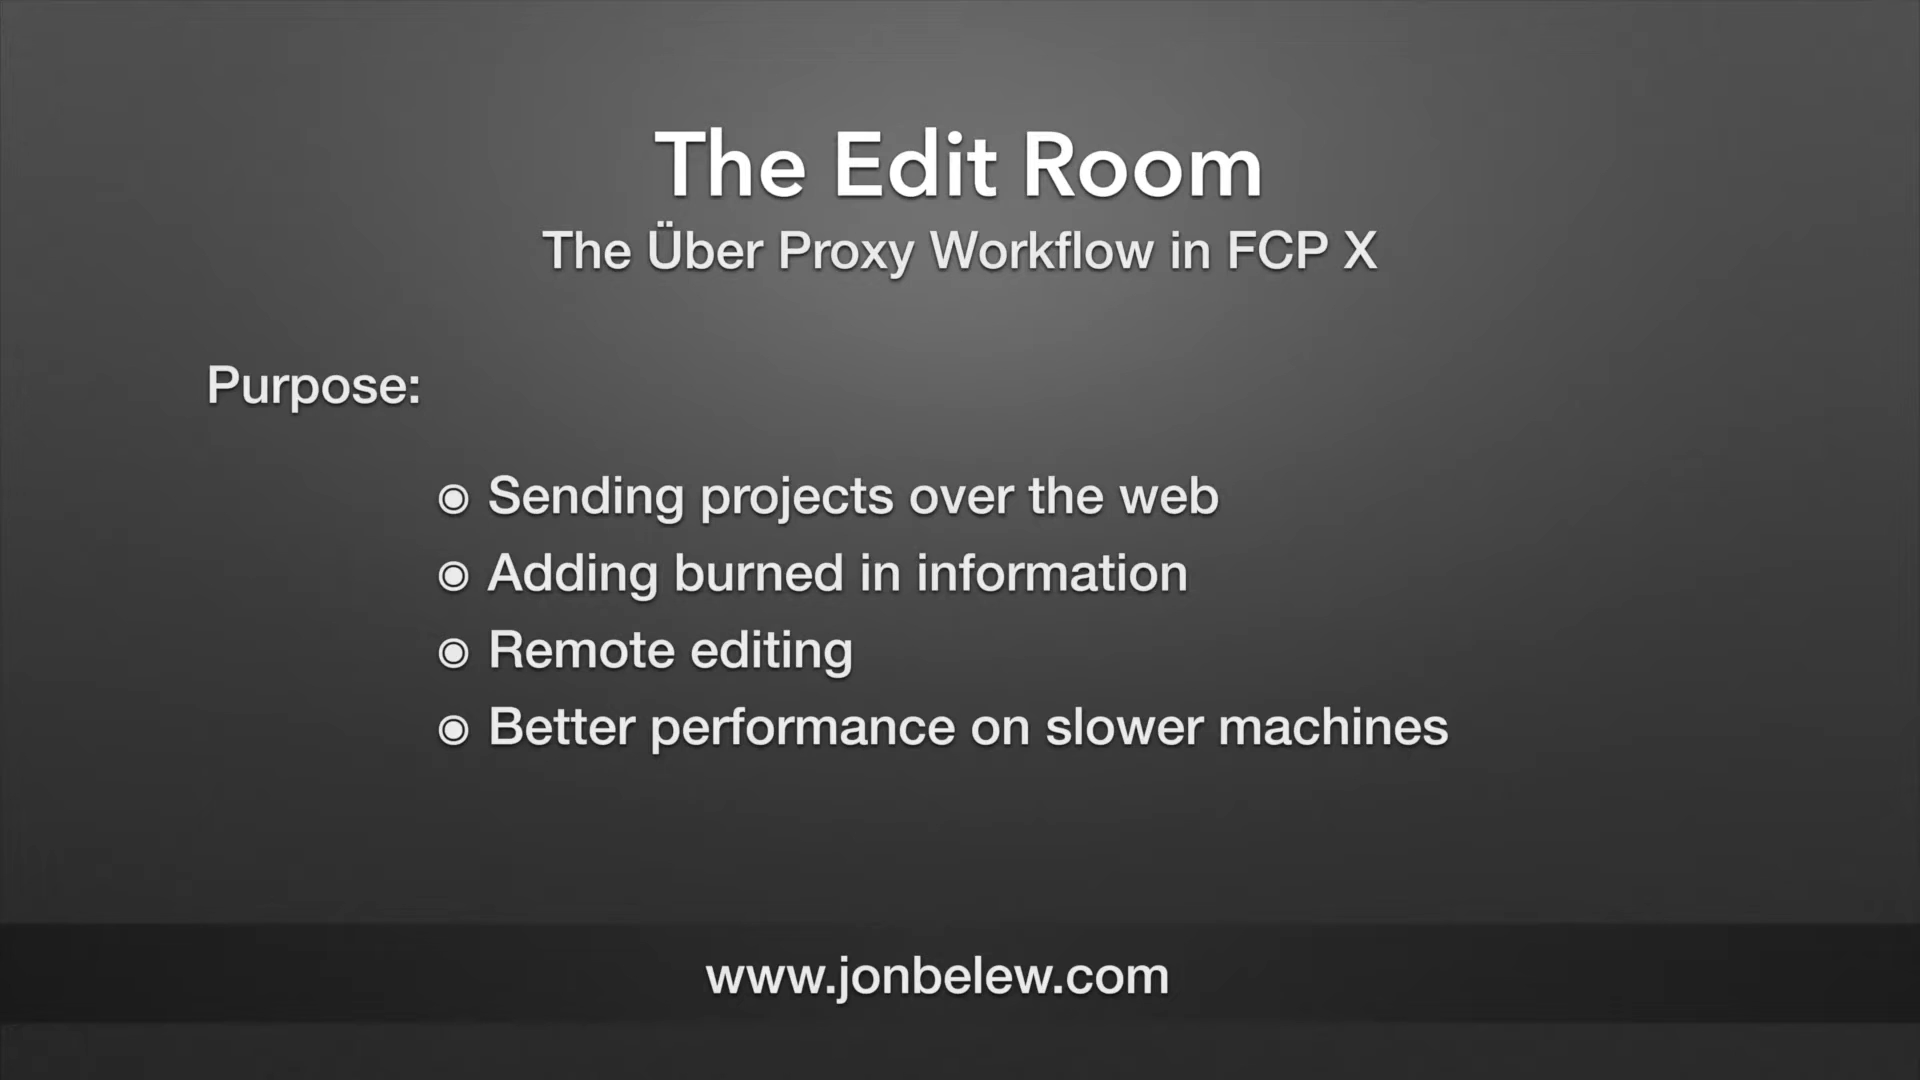 The Edit Room
The Über Proxy Workflow in FCP X
Purpose:
◉ Sending projects over the web
◉ Adding burned in information
◉ Remote editing
◉ Better performance on slower machines
www.jonbelew.com